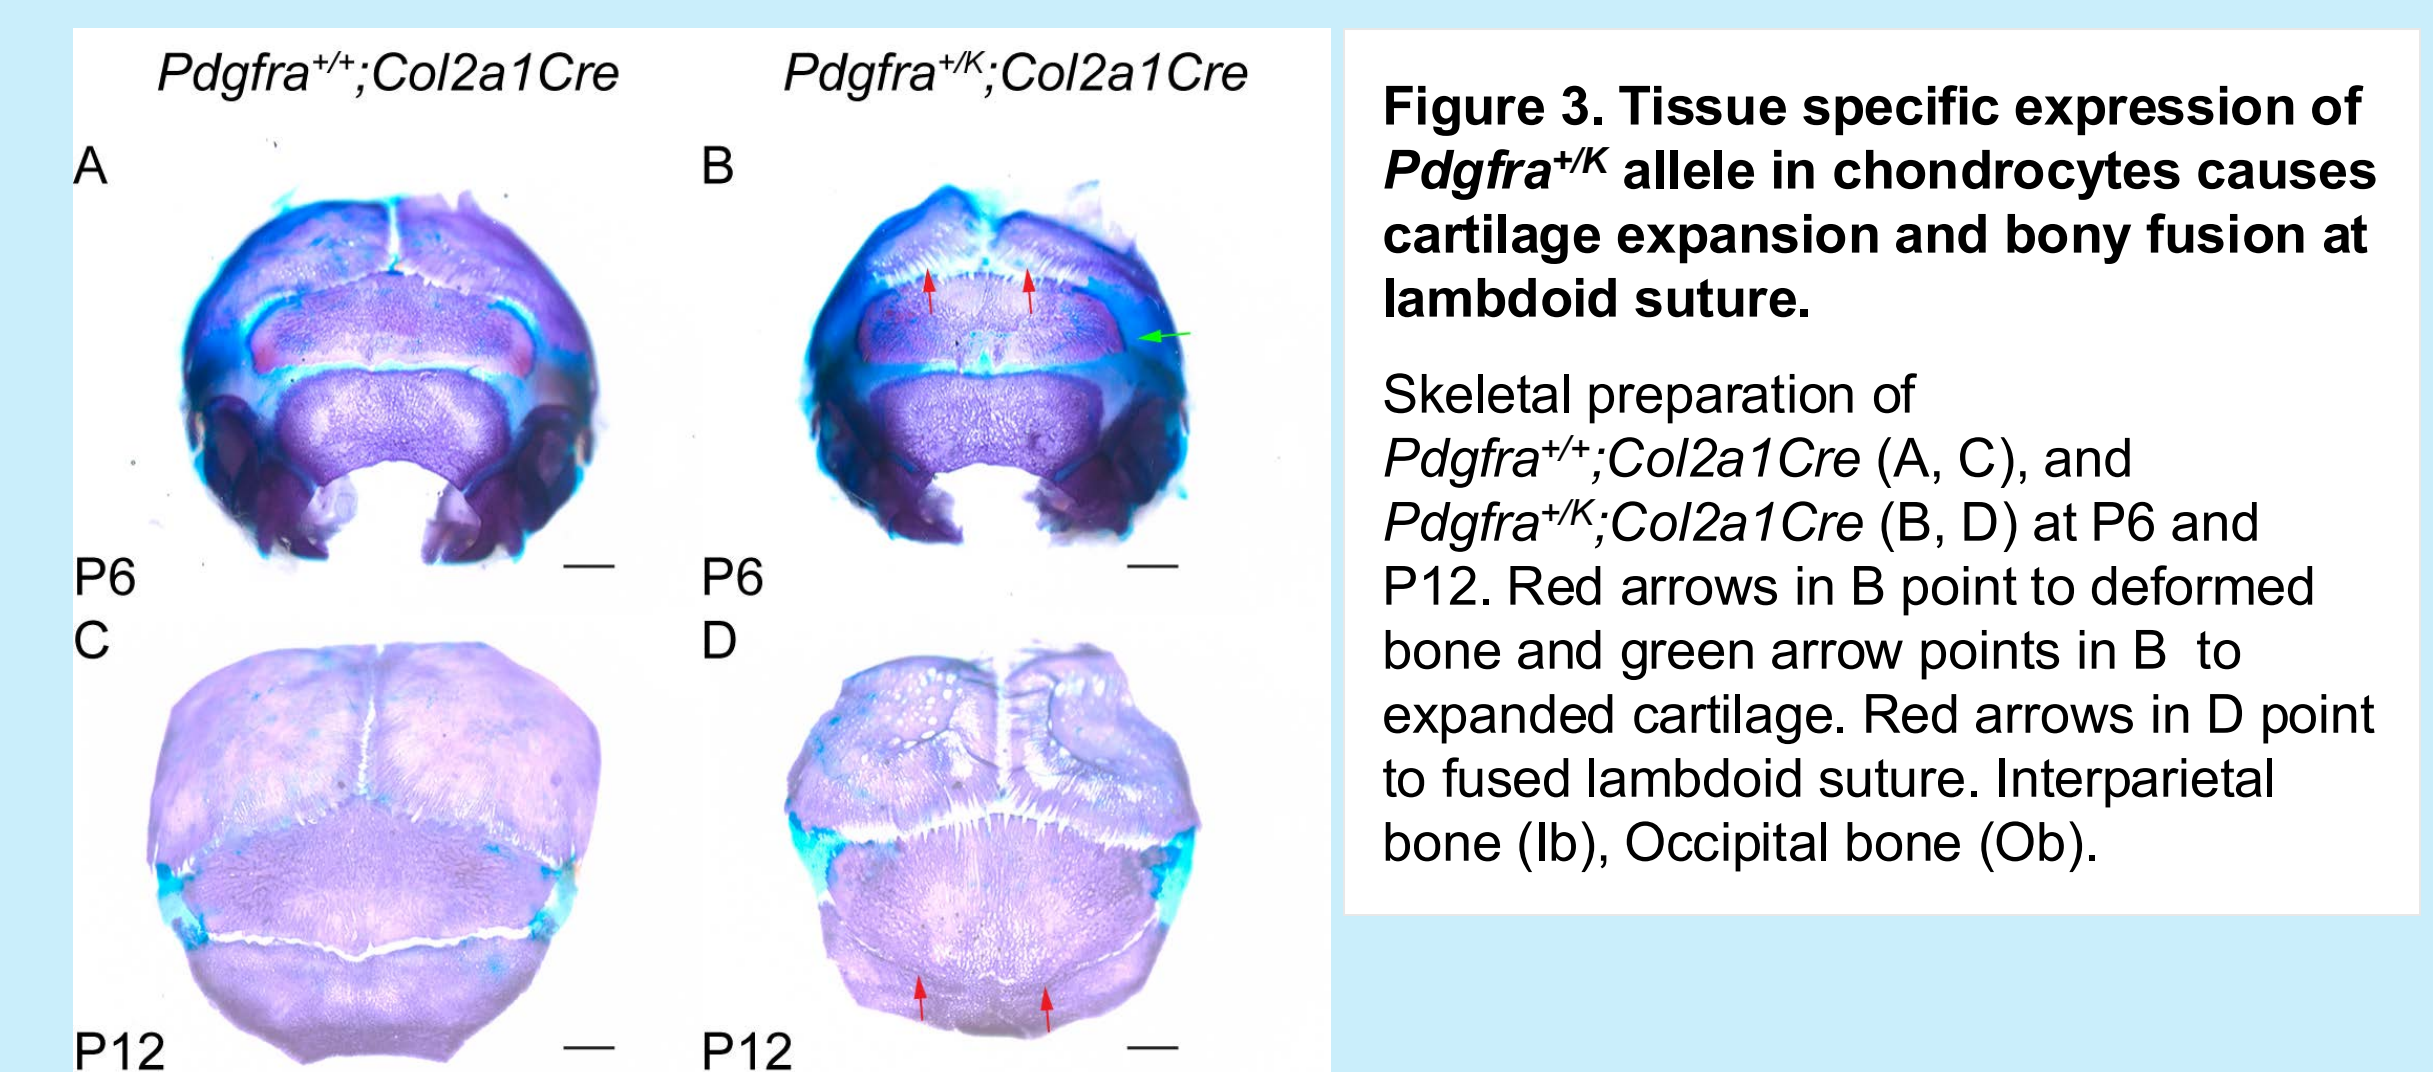 Pdgfra+/+;Col2a1Cre
Pdgfra+/K;Col2a1Cre
A
B
P6
P6
C
D
P12
P12
Figure 3. Tissue specific expression of
Pdgfra+/K allele in chondrocytes causes
cartilage expansion and bony fusion at
lambdoid suture.
Skeletal preparation of
Pdgfra+/+;Col2a1Cre (A, C), and
Pdgfra+/K;Col2a1Cre (B, D) at P6 and
P12. Red arrows in B point to deformed
bone and green arrow points in B to
expanded cartilage. Red arrows in D point
to fused lambdoid suture. Interparietal
bone (Ib), Occipital bone (Ob).